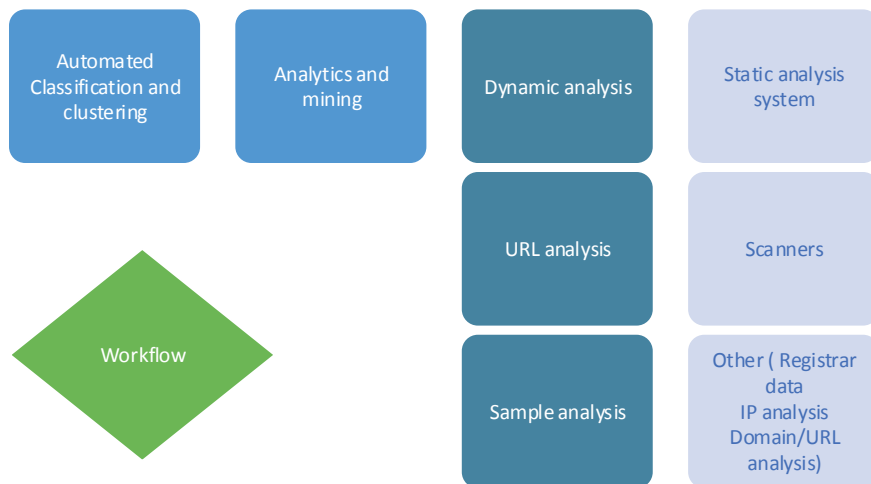 Automated
Classification and
clustering
Analytics and
mining
Dynamic analysis
Static analysis
system
URL analysis
Scanners
Workflow
Sample analysis
Other ( Registrar
data
IP analysis
Domain/URL
analysis)